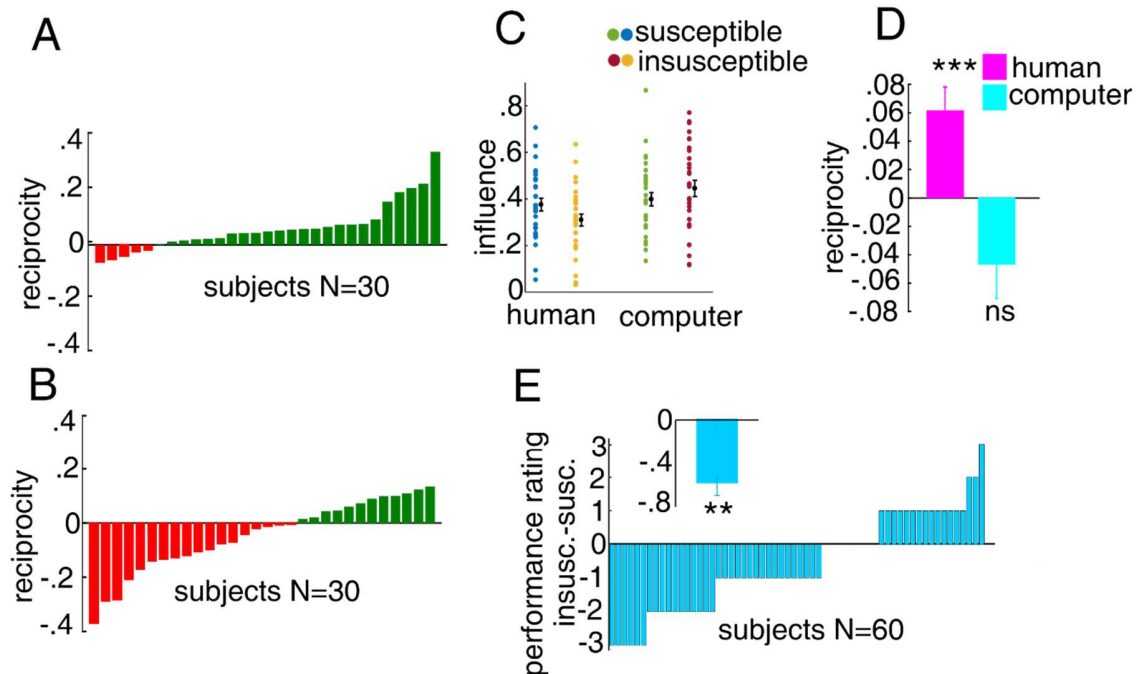 A
.4
.2
0
-.2
-.4
reciprocity
subjects N=30
B
.4
.2
0
-.2
-.4
reciprocity
subjects N=30
C
susceptible
insusceptible
.8
.6
.4
.2
0
influence
human
computer
D
***
human
computer
.08
.06
.04
.02
0
-.02
-.04
-.06
-.08
reciprocity
ns
E
performance rating
insusc.-susc.
3
2
1
0
-1
-2
-3
0
-.4
-.8
**
subjects N=60